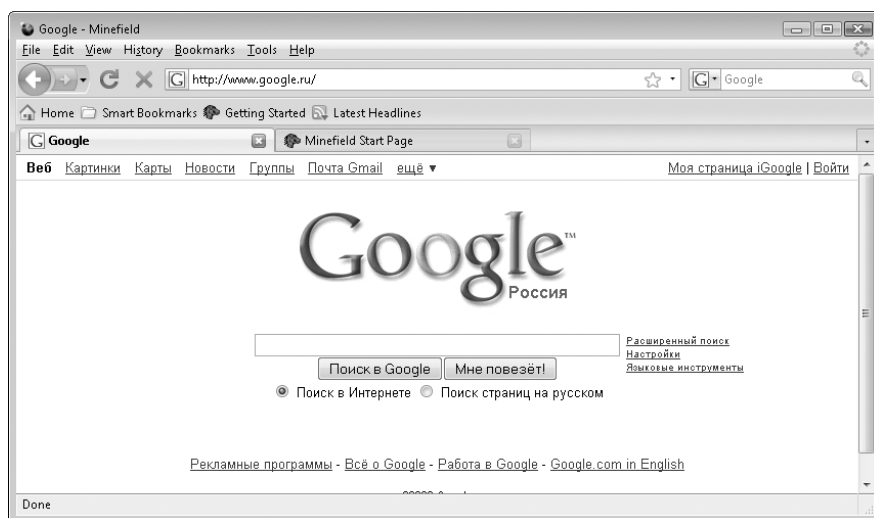 Google - Minefield
File Edit View History Bookmarks Tools Help
G http://www.google.ru/ G Google
Home Smart Bookmarks Getting Started Latest Headlines
G Google Minefield Start Page
Веб Картинки Карты Новости Группы Почта Gmail ещё ▼ Моя страница iGoogle | Войти
Google™
Россия
Расширенный поиск
Настройки
Языковые инструменты
Поиск в Google Мне повезёт!
Поиск в Интернете Поиск страниц на русском
Рекламные программы - Всё о Google - Работа в Google - Google.com in English
Done